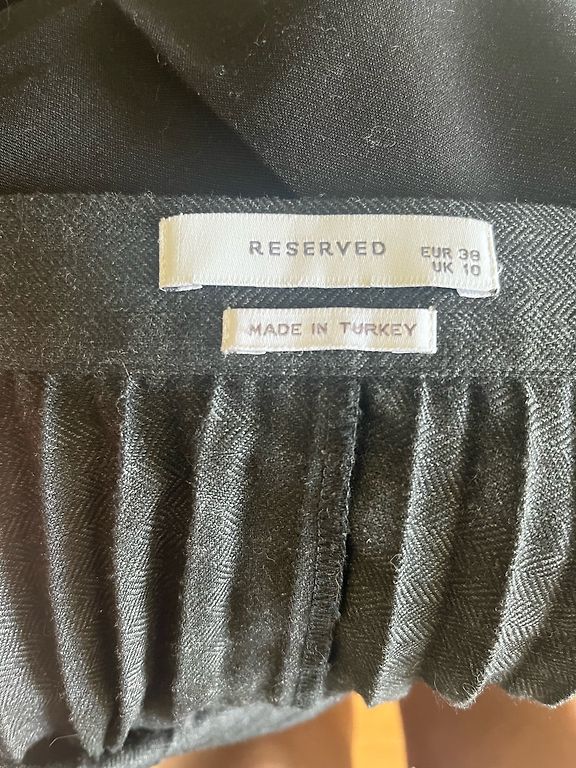 RESERVED
EUR 38
UK 10
MADE IN TURKEY